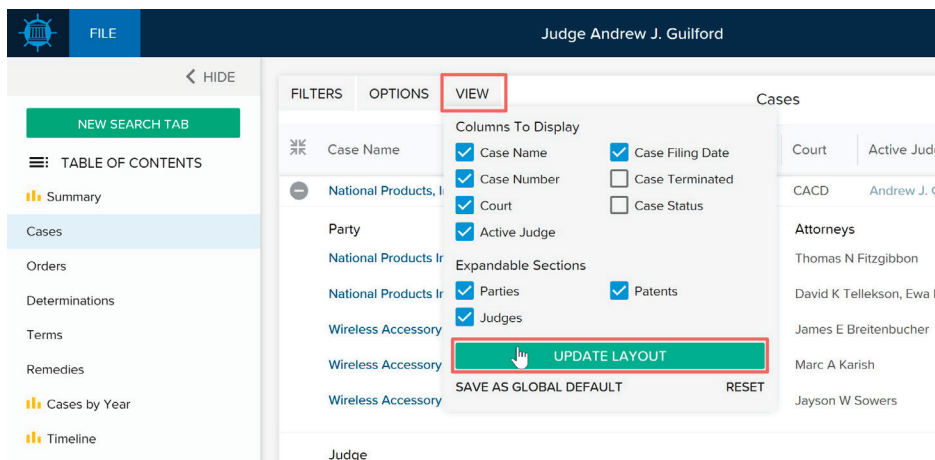 FILE
Judge Andrew J. Guilford
HIDE
NEW SEARCH TAB
TABLE OF CONTENTS
Summary
Cases
Orders
Determinations
Terms
Remedies
Cases by Year
Timeline
FILTERS OPTIONS VIEW
Cases
Case Name
Court Active
National Products,
CACD Andrew J.
Party
Attorneys
National Products
Thomas N Fitzgibbon
National Products
David K Tellekson, Ewa
Wireless Accessory
James E Breitenbucher
Wireless Accessory
Marc A Karish
Wireless Accessory
Jayson W Sowers
Judge
Columns To Display
Case Name Case Filing Date
Case Number Case Terminated
Court Case Status
Active Judge
Expandable Sections
Parties Patents
Judges
UPDATE LAYOUT
SAVE AS GLOBAL DEFAULT RESET